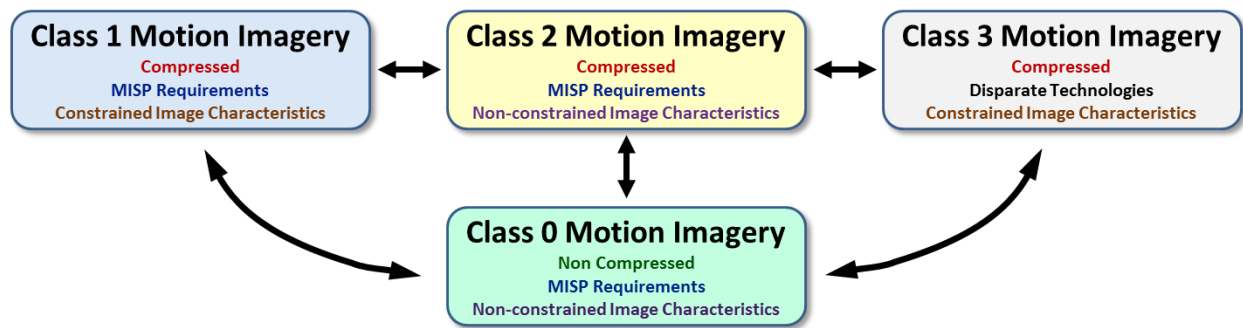 Class 1 Motion Imagery
Compressed
MISP Requirements
Constrained Image Characteristics
Class 2 Motion Imagery
Compressed
MISP Requirements
Non-constrained Image Characteristics
Class 3 Motion Imagery
Compressed
Disparate Technologies
Constrained Image Characteristics
Class 0 Motion Imagery
Non Compressed
MISP Requirements
Non-constrained Image Characteristics